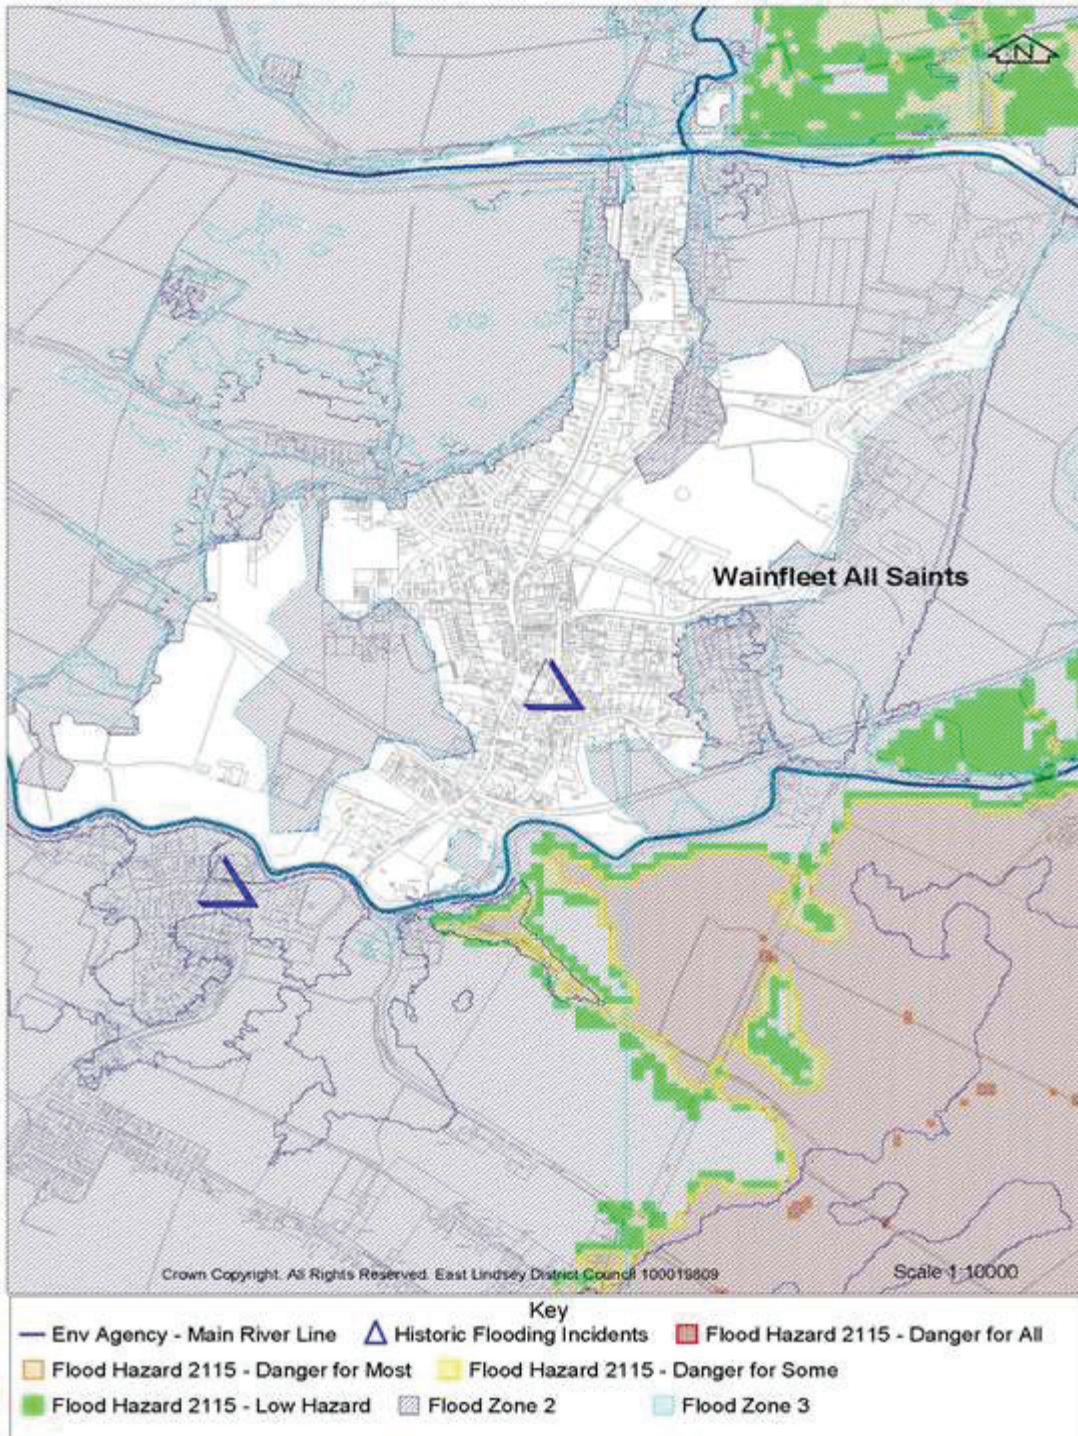 N
Wainfleet All Saints
Crown Copyright. All Rights Reserved. East Lindsey District Council 100019809
Scale 1:10000
Key
Env Agency - Main River Line
Historic Flooding Incidents
Flood Hazard 2115 - Danger for All
Flood Hazard 2115 - Danger for Most
Flood Hazard 2115 - Danger for Some
Flood Hazard 2115 - Low Hazard
Flood Zone 2
Flood Zone 3